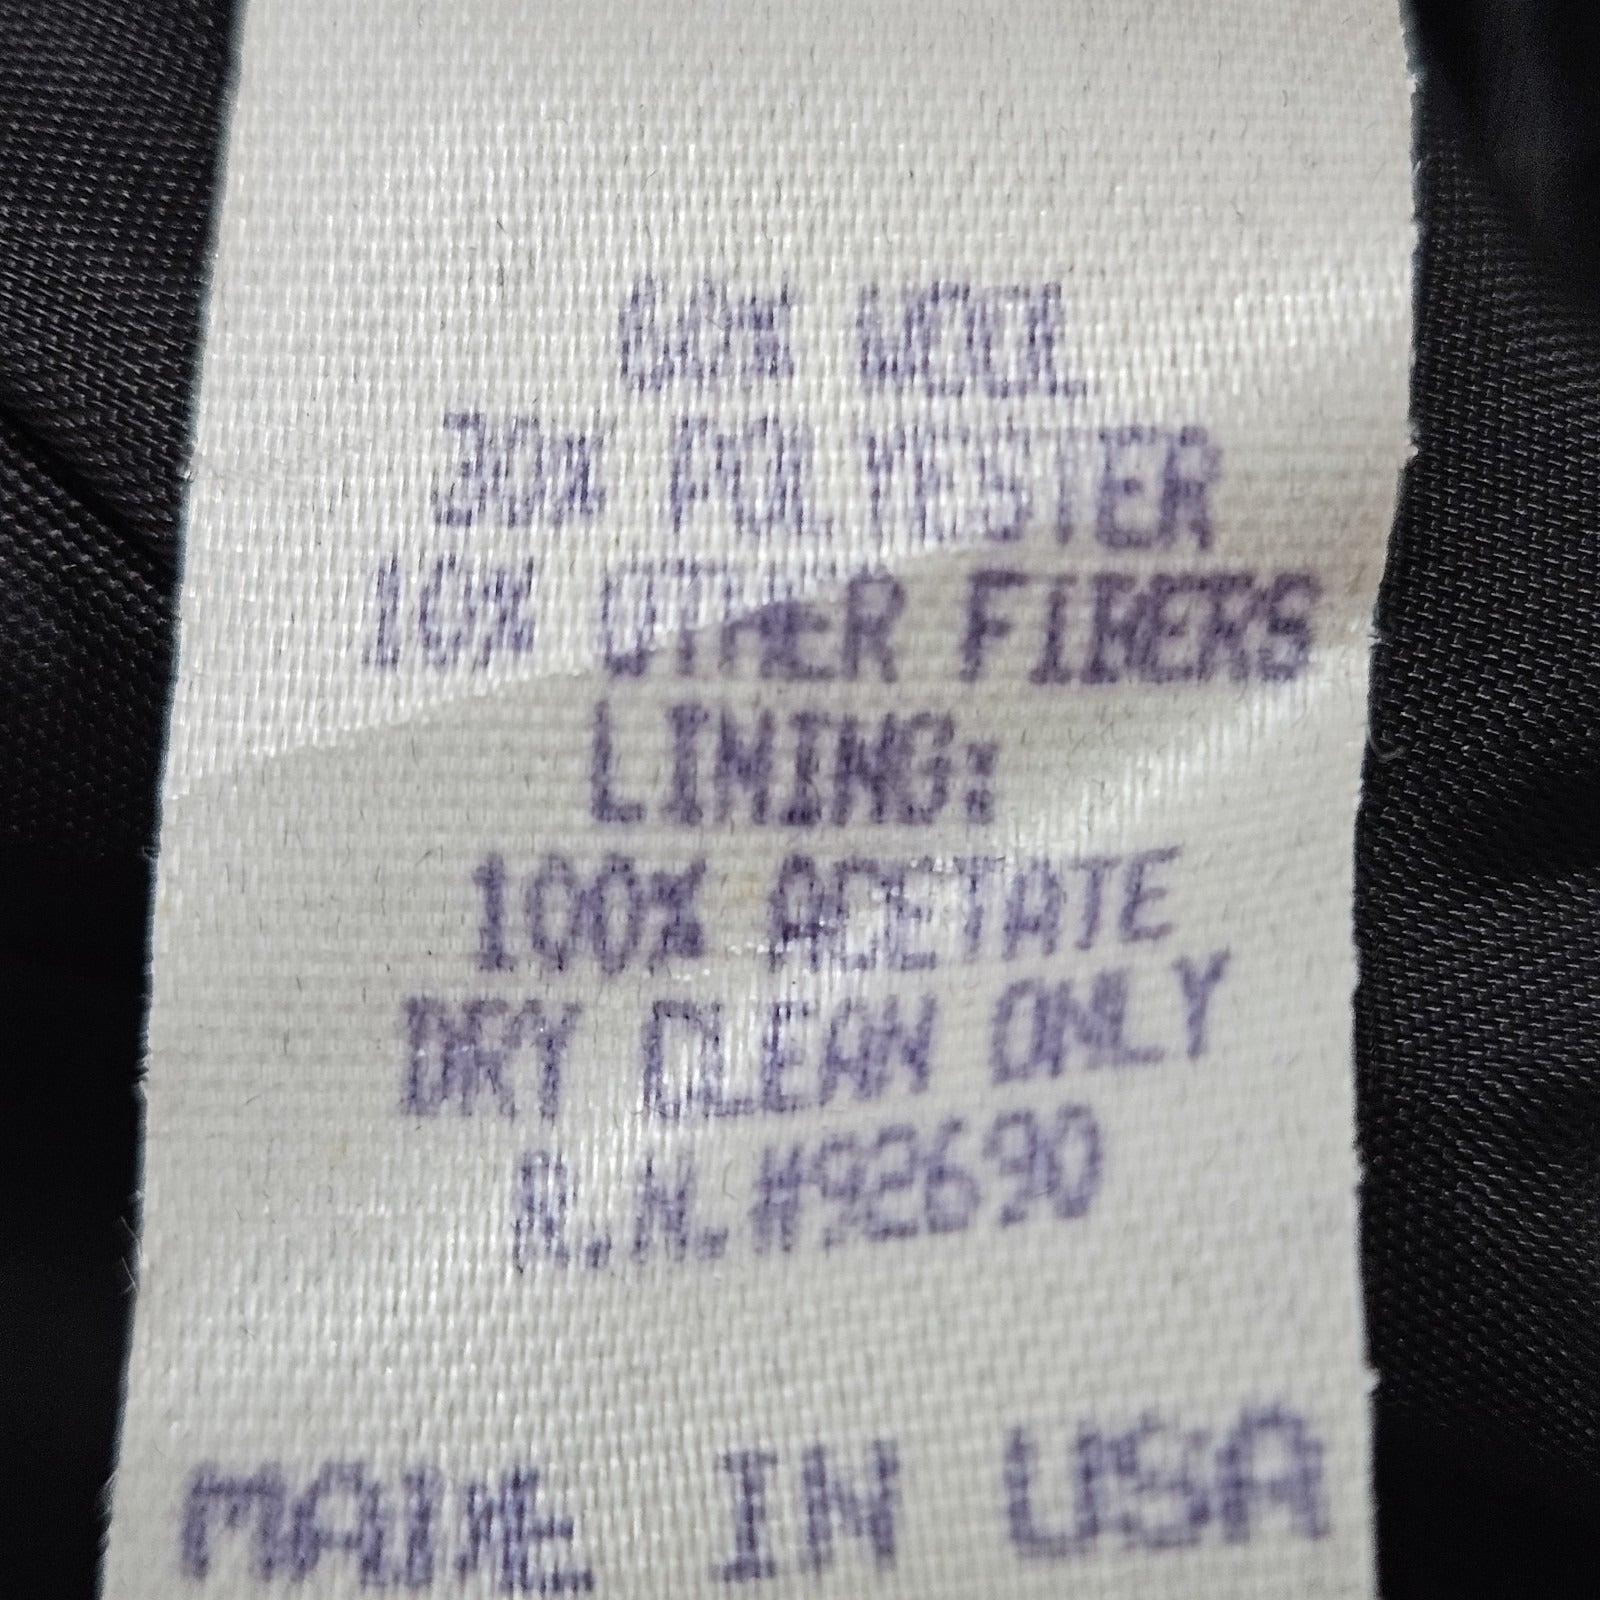 60% WOOL
30% POLYESTER
10% OTHER FIBERS
LINING:
100% ACETATE
DRY CLEAN ONLY
R.N.#92690
MADE IN USA